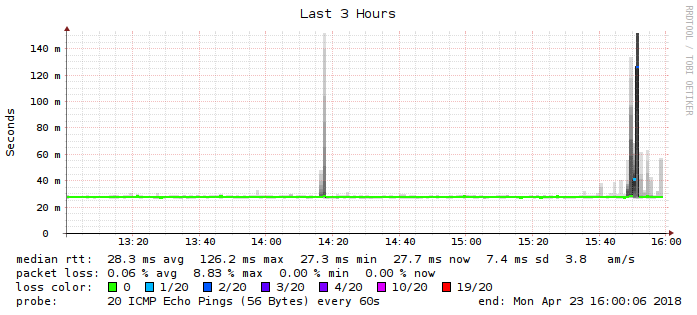 Last 3 Hours
RRDTOOL / TOBI OETIKER
Seconds
140 m
120 m
100 m
80 m
60 m
40 m
20 m
0
13:20 13:40 14:00 14:20 14:40 15:00 15:20 15:40 16:00
median rtt: 28.3 ms avg 126.2 ms max 27.3 ms min 27.7 ms now 7.4 ms sd 3.8 am/s
packet loss: 0.06 % avg 8.83 % max 0.00 % min 0.00 % now
loss color: 0 1/20 2/20 3/20 4/20 10/20 19/20
probe: 20 ICMP Echo Pings (56 Bytes) every 60s end: Mon Apr 23 16:00:06 2018